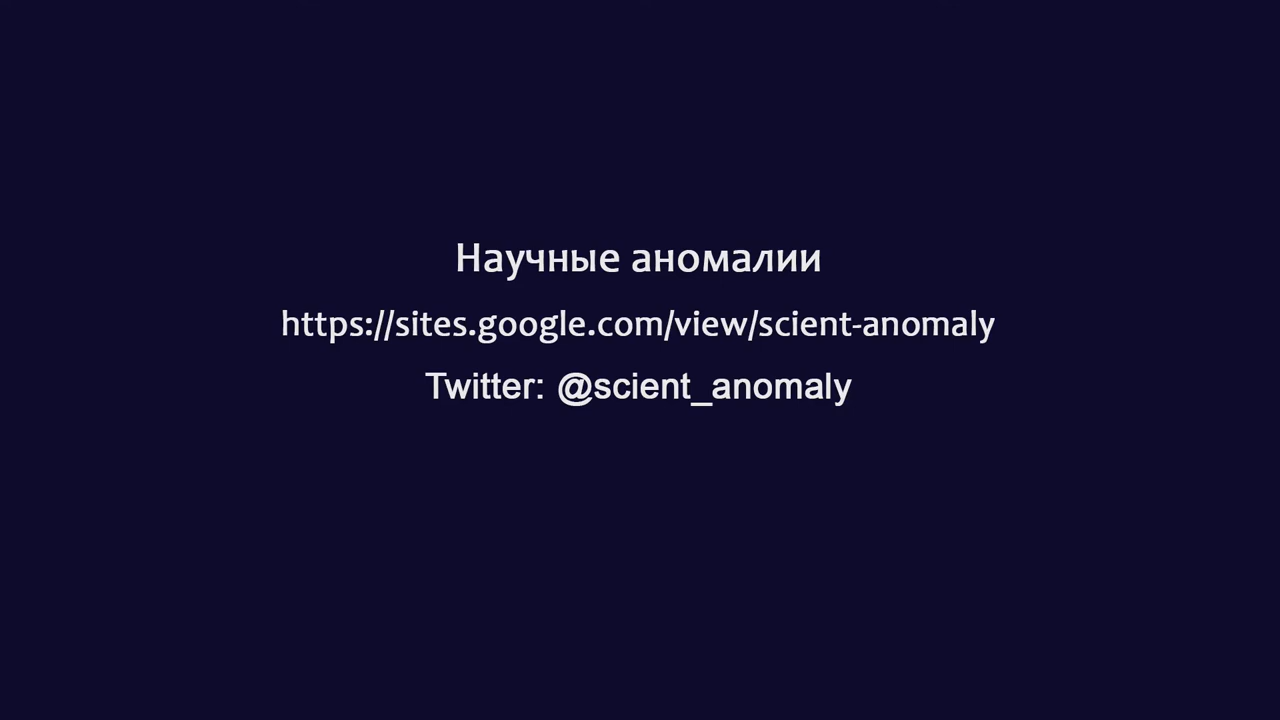 Научные аномалии
https://sites.google.com/view/scient-anomaly
Twitter: @scient_anomaly